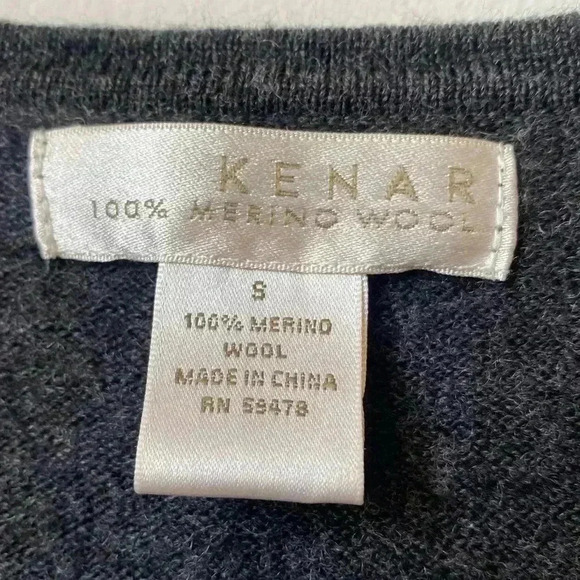 KENAR
100% MERINO WOOL
S
100% MERINO
WOOL
MADE IN CHINA
RN 59478